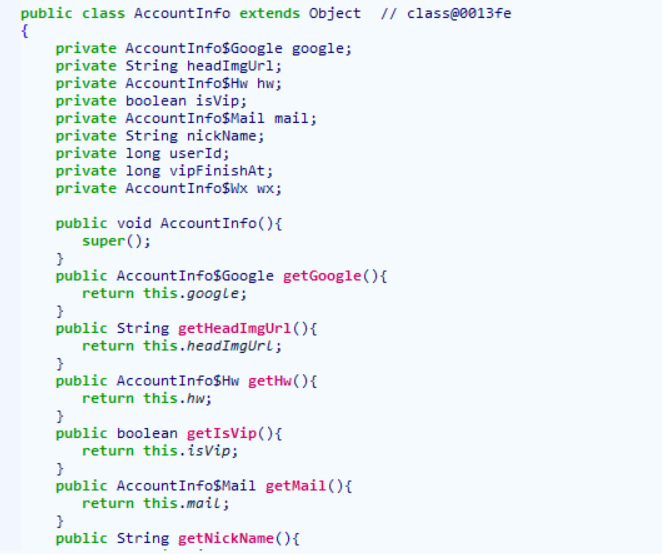 public class AccountInfo extends Object  // class@0013fe
{
    private AccountInfo$Google google;
    private String headImgUrl;
    private AccountInfo$Hw hw;
    private boolean isVip;
    private AccountInfo$Mail mail;
    private String nickName;
    private long userId;
    private long vipFinishAt;
    private AccountInfo$Wx wx;

    public void AccountInfo(){
       super();
    }
    public AccountInfo$Google getGoogle(){
       return this.google;
    }
    public String getHeadImgUrl(){
       return this.headImgUrl;
    }
    public AccountInfo$Hw getHw(){
       return this.hw;
    }
    public boolean getIsVip(){
       return this.isVip;
    }
    public AccountInfo$Mail getMail(){
       return this.mail;
    }
    public String getNickName(){